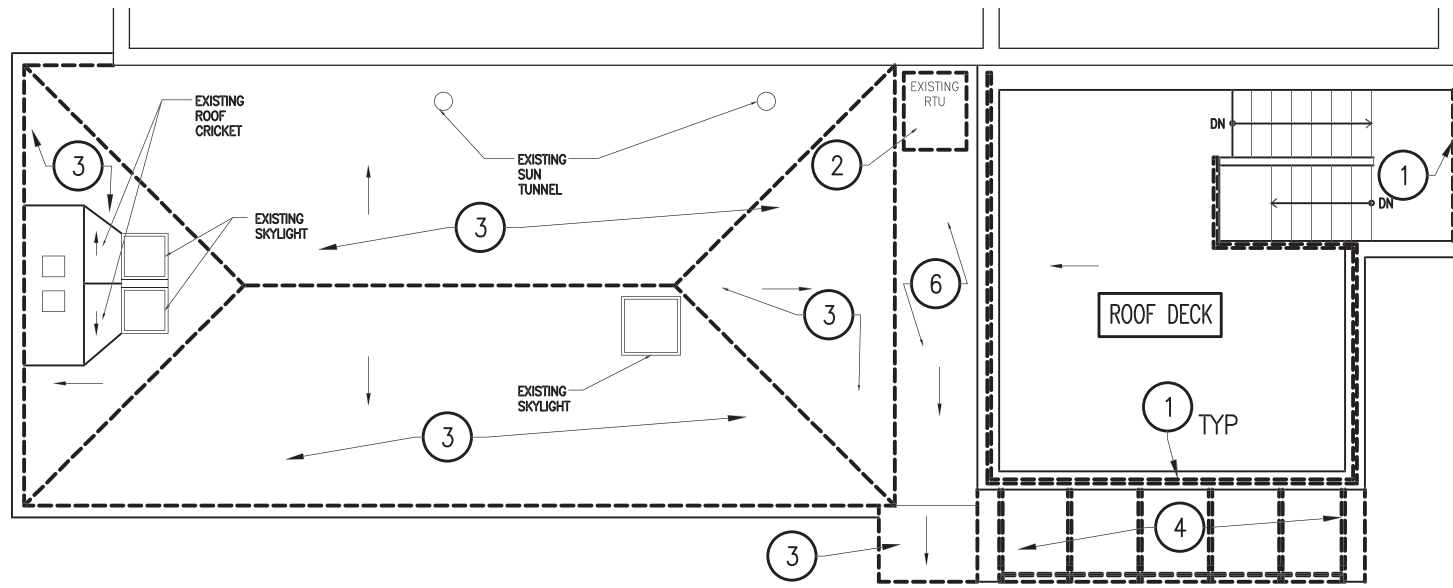 EXISTING
RTU
EXISTING
ROOF
CRICKET
DN
3
EXISTING
SUN
TUNNEL
2
1
DN
EXISTING
SKYLIGHT
3
6
3
ROOF DECK
EXISTING
SKYLIGHT
1 TYP
3
4
3